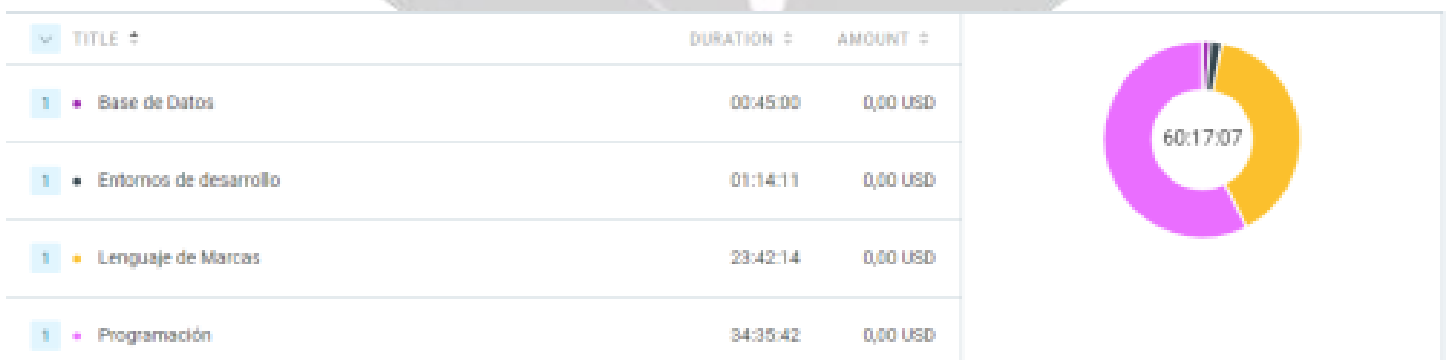 TITLE DURATION AMOUNT
1 Base de Datos 00:45:00 0,00 USD
1 Entornos de desarrollo 01:14:11 0,00 USD
1 Lenguaje de Marcas 23:42:14 0,00 USD
1 Programación 34:35:42 0,00 USD
60:17:07